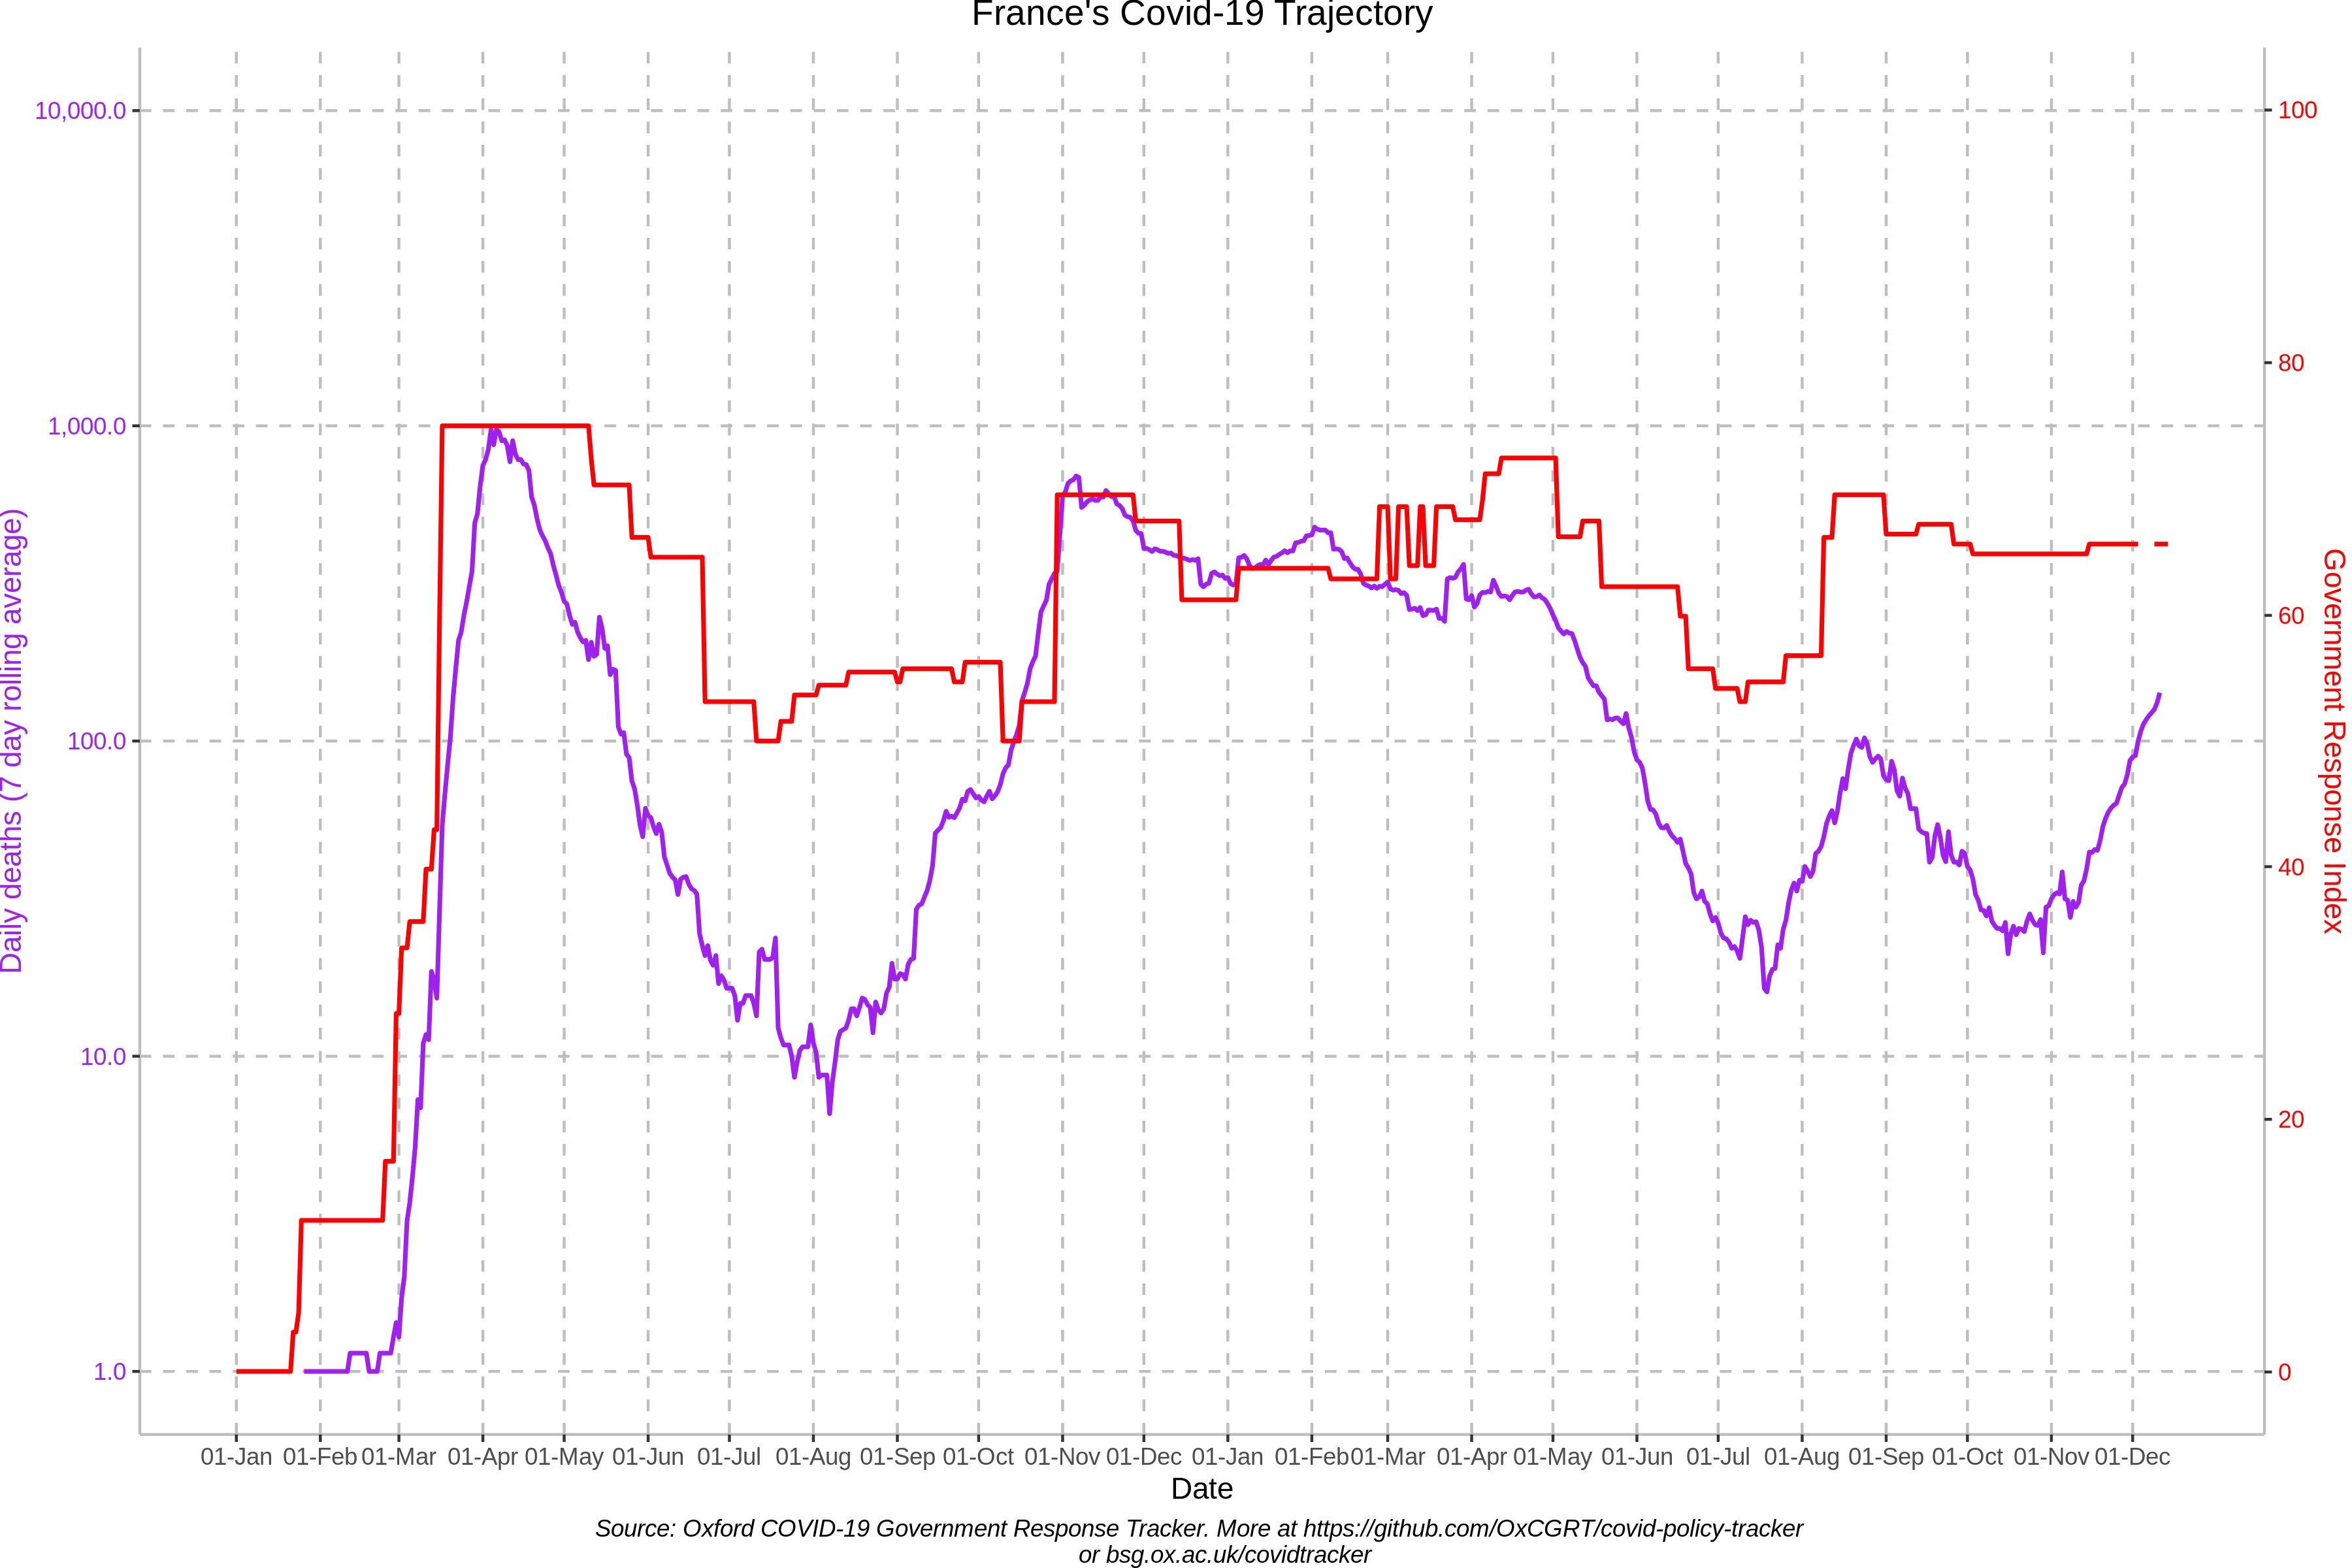 France's Covid-19 Trajectory
10,000.0
1,000.0
100.0
10.0
1.0
Daily deaths (7 day rolling average)
100
80
60
40
20
0
Government Response Index
01-Jan 01-Feb 01-Mar 01-Apr 01-May 01-Jun 01-Jul 01-Aug 01-Sep 01-Oct 01-Nov 01-Dec 01-Jan 01-Feb 01-Mar 01-Apr 01-May 01-Jun 01-Jul 01-Aug 01-Sep 01-Oct 01-Nov 01-Dec
Date
Source: Oxford COVID-19 Government Response Tracker. More at https://github.com/OxCGRT/covid-policy-tracker
or bsg.ox.ac.uk/covidtracker